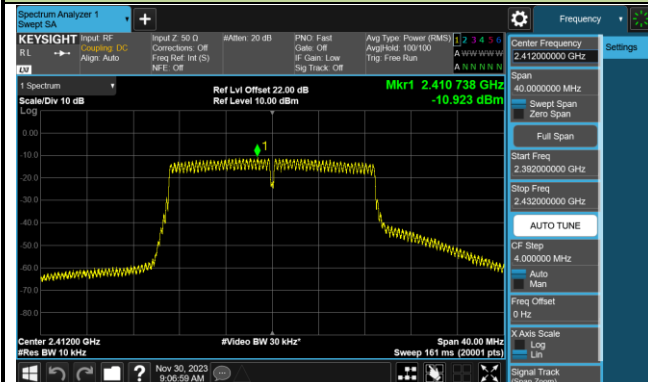 Spectrum Analyzer 1
Swept SA
+
Frequency
KEYSIGHT
RL
Input: RF
Coupling: DC
Align: Auto
Input Z: 50 Ω
Corrections: Off
Freq Ref: Int (S)
NFE: Off
#Atten: 20 dB
PNO: Fast
Gate: Off
IF Gain: Low
Sig Track: Off
Avg Type: Power (RMS)
Avg|Hold: 100/100
Trig: Free Run
1 2 3 4 5 6
A W W W W W
A N N N N N
1 Spectrum
Scale/Div 10 dB
Log
Ref Lvl Offset 22.00 dB
Ref Level 10.00 dBm
Mkr1 2.410 738 GHz
-10.923 dBm
1
0.00
-10.0
-20.0
-30.0
-40.0
-50.0
-60.0
-70.0
-80.0
Center 2.41200 GHz
#Res BW 10 kHz
#Video BW 30 kHz*
Span 40.00 MHz
Sweep 161 ms (20001 pts)
Nov 30, 2023
9:06:59 AM
Center Frequency
2.412000000 GHz
Settings
Span
40.0000000 MHz
Swept Span
Zero Span
Full Span
Start Freq
2.392000000 GHz
Stop Freq
2.432000000 GHz
AUTO TUNE
CF Step
4.000000 MHz
Auto
Man
Freq Offset
0 Hz
X Axis Scale
Log
Lin
Signal Track
(Span Zoom)